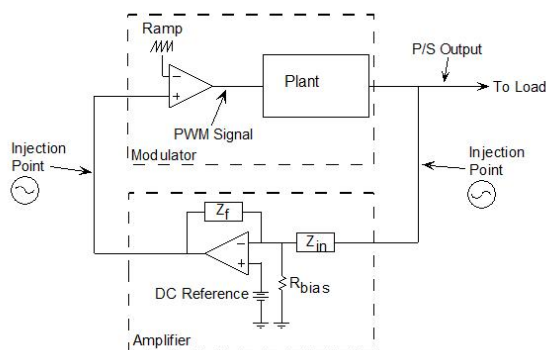 Ramp
P/S Output
Plant
To Load
PWM Signal
Modulator
Injection
Point
Injection
Point
Zf
Zin
Rbias
DC Reference
Amplifier
−
+
−
+